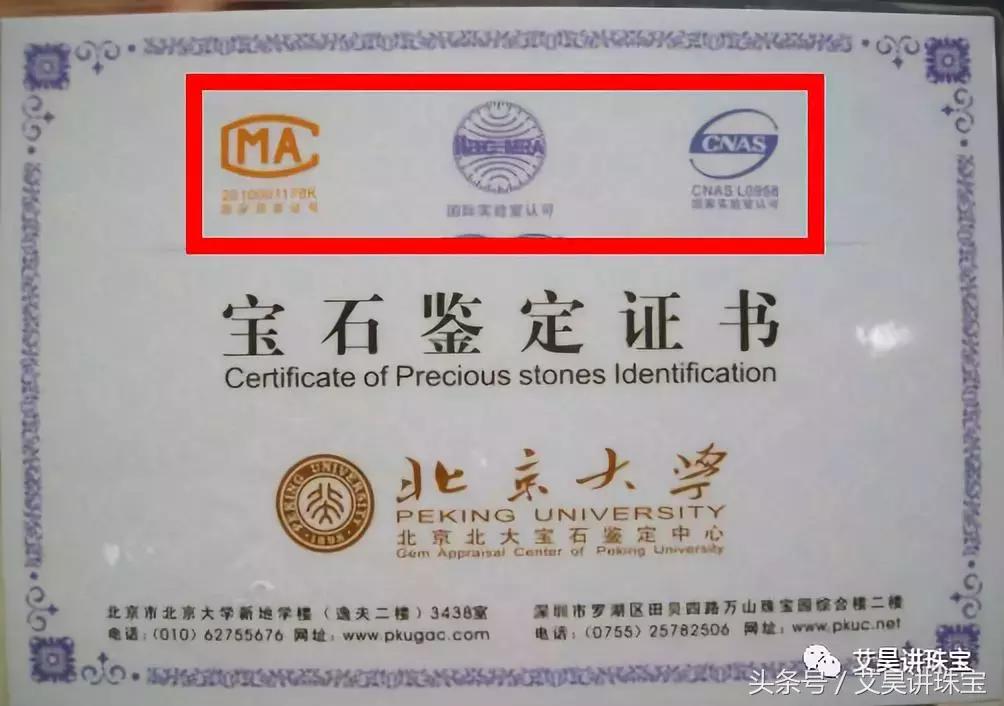 CMA
国际实验室认可
CNAS
CNAS L0958
国家实验室认可
宝石鉴定证书
Certificate of Precious stones Identification
PEKING UNIVERSITY
1898
北京大学
PEKING UNIVERSITY
北京北大宝石鉴定中心
Gem Appraisal Center of Peking University
北京市北京大学新地学楼(逸夫二楼)3438室
电话:(010) 62755676 网址:www.pkugac.com
深圳市罗湖区田贝四路万山珠宝园综合楼二楼
电话:(0755) 25782506 网址:www.pkuc.net
艾昊讲珠宝
头条号 / 艾昊讲珠宝